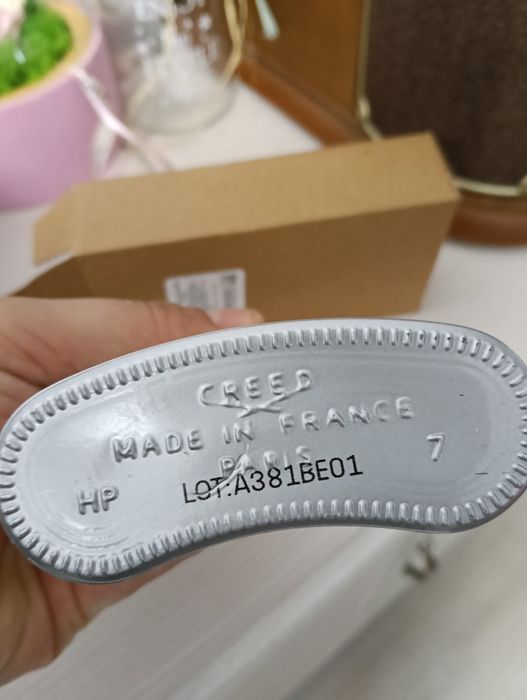 CREED
MADE IN FRANCE
PARIS
HP
7
LOT:A381BE01